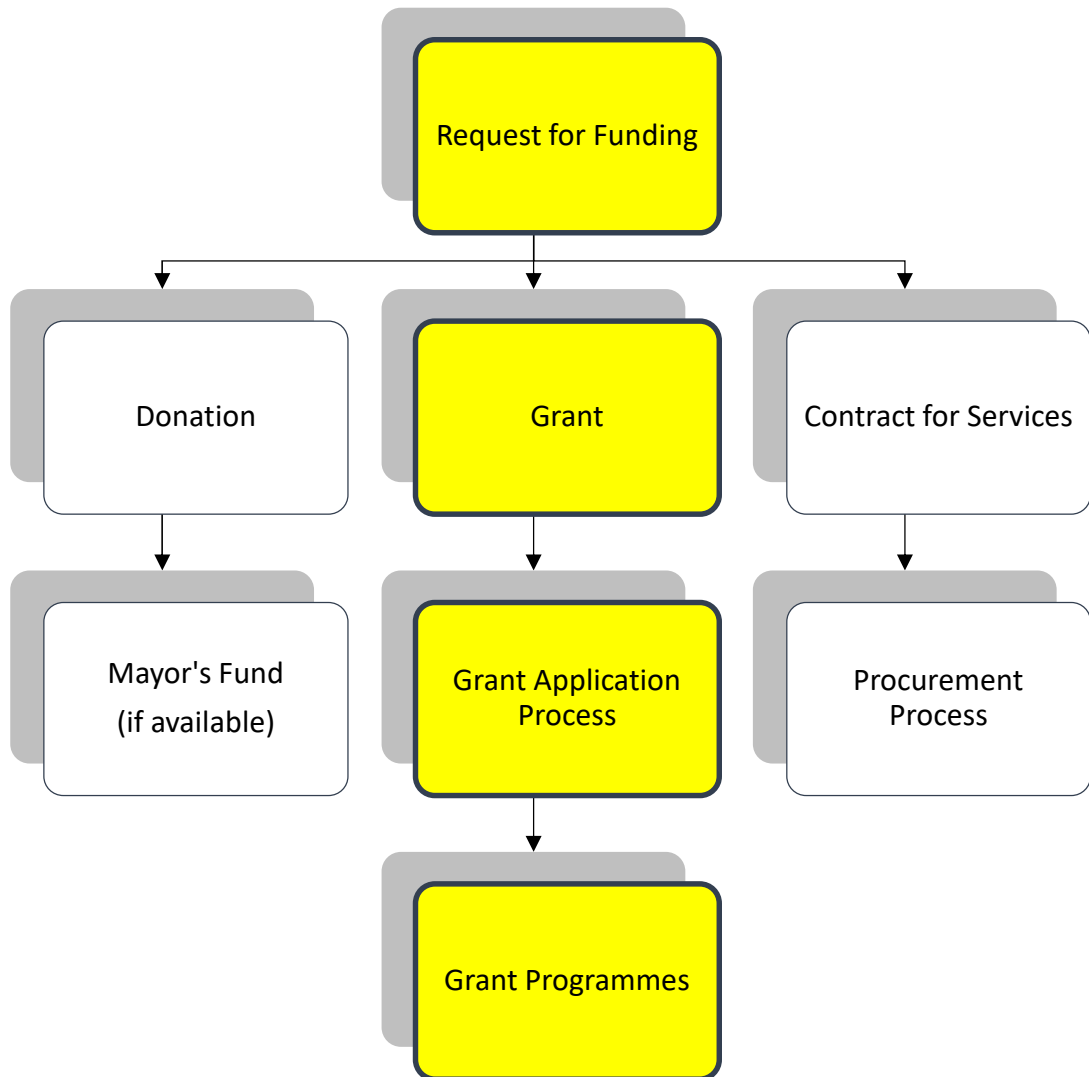 Request for Funding
Donation
Grant
Contract for Services
Mayor's Fund
(if available)
Grant Application
Process
Procurement
Process
Grant Programmes